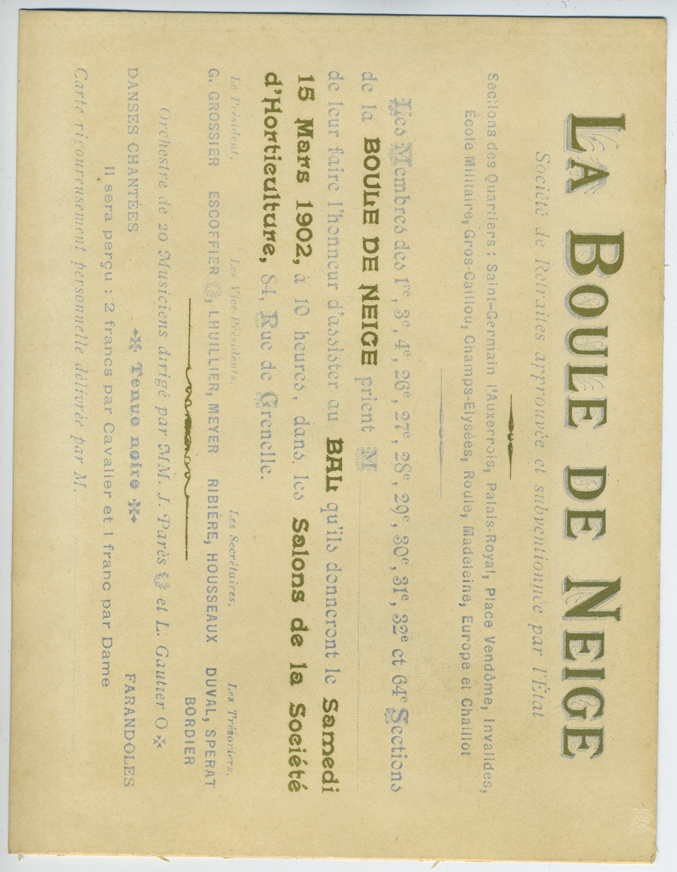 LA BOULE DE NEIGE
Société de Retraites approuvée et subventionnée par l'État
Sections des Quartiers : Saint-Germain l'Auxerrois, Palais-Royal, Place Vendôme, Invalides,
École Militaire, Gros-Caillou, Champs-Elysées, Roule, Madeleine, Europe et Chaillot
Les Membres des 1re, 3e, 4e, 26e, 27e, 28e, 29e, 30e, 31e, 32e et 64e Sections
de la BOULE DE NEIGE prient M
de leur faire l'honneur d'assister au BAL qu'ils donneront le Samedi
15 Mars 1902, à 10 heures, dans les Salons de la Société
d'Horticulture, 84, Rue de Grenelle.
Le Président, Les Vice Présidents, Les Secrétaires, Les Trésoriers,
G. GROSSIER ESCOFFIER, LHUILLIER, MEYER RIBIÈRE, HOUSSEAUX DUVAL, SPERAT
BORDIER
Orchestre de 20 Musiciens dirigé par MM. J. Parès et L. Gautier O
DANSES CHANTÉES Tenue noire FARANDOLES
Il sera perçu : 2 francs par Cavalier et 1 franc par Dame
Carte rigoureusement personnelle délivrée par M.